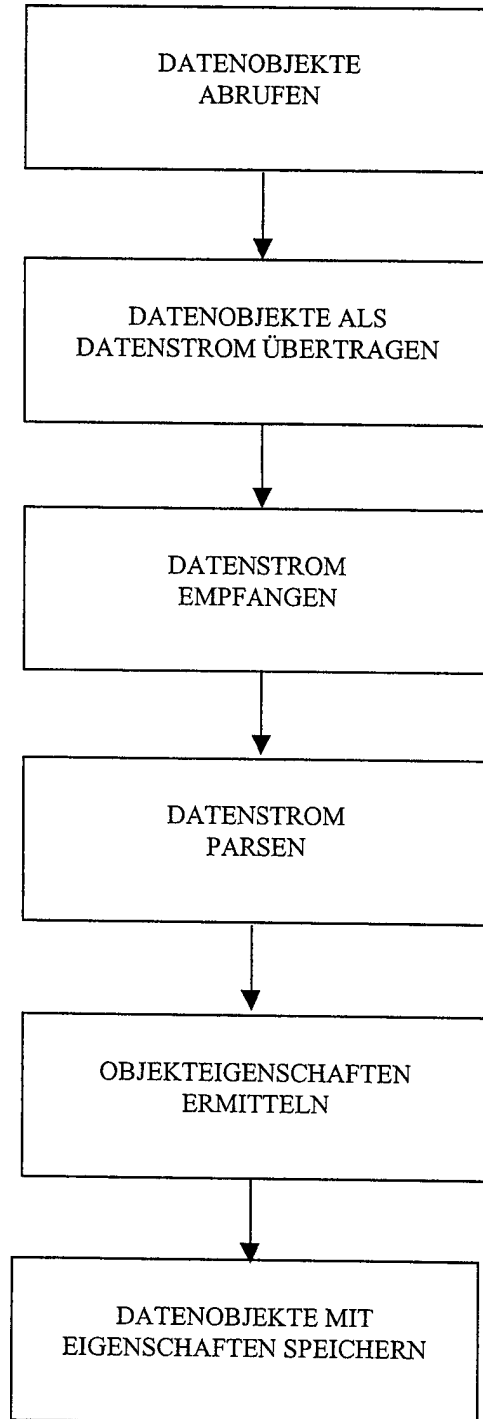 DATENOBJEKTE
ABRUFEN
DATENOBJEKTE ALS
DATENSTROM ÜBERTRAGEN
DATENSTROM
EMPFANGEN
DATENSTROM
PARSEN
OBJEKTEIGENSCHAFTEN
ERMITTELN
DATENOBJEKTE MIT
EIGENSCHAFTEN SPEICHERN